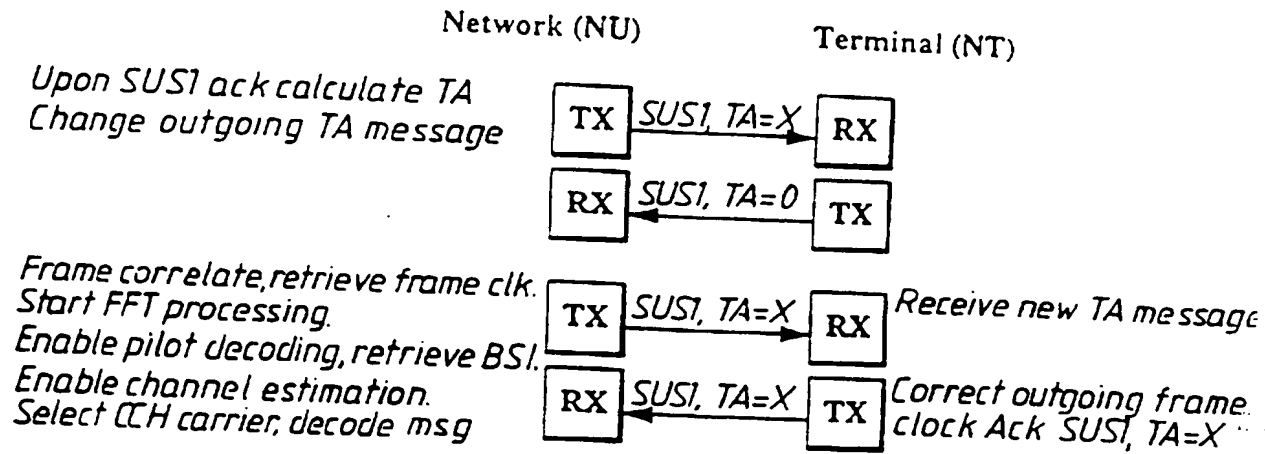 Network (NU)
Terminal (NT)
Upon SUS1 ack calculate TA
Change outgoing TA message
TX
SUS1, TA=X
RX
RX
SUS1, TA=0
TX
Frame correlate, retrieve frame clk.
Start FFT processing.
Enable pilot decoding, retrieve BSI.
Enable channel estimation.
Select CCH carrier, decode msg
TX
SUS1, TA=X
RX
Receive new TA message
RX
SUS1, TA=X
TX
Correct outgoing frame.
clock Ack SUS1, TA=X